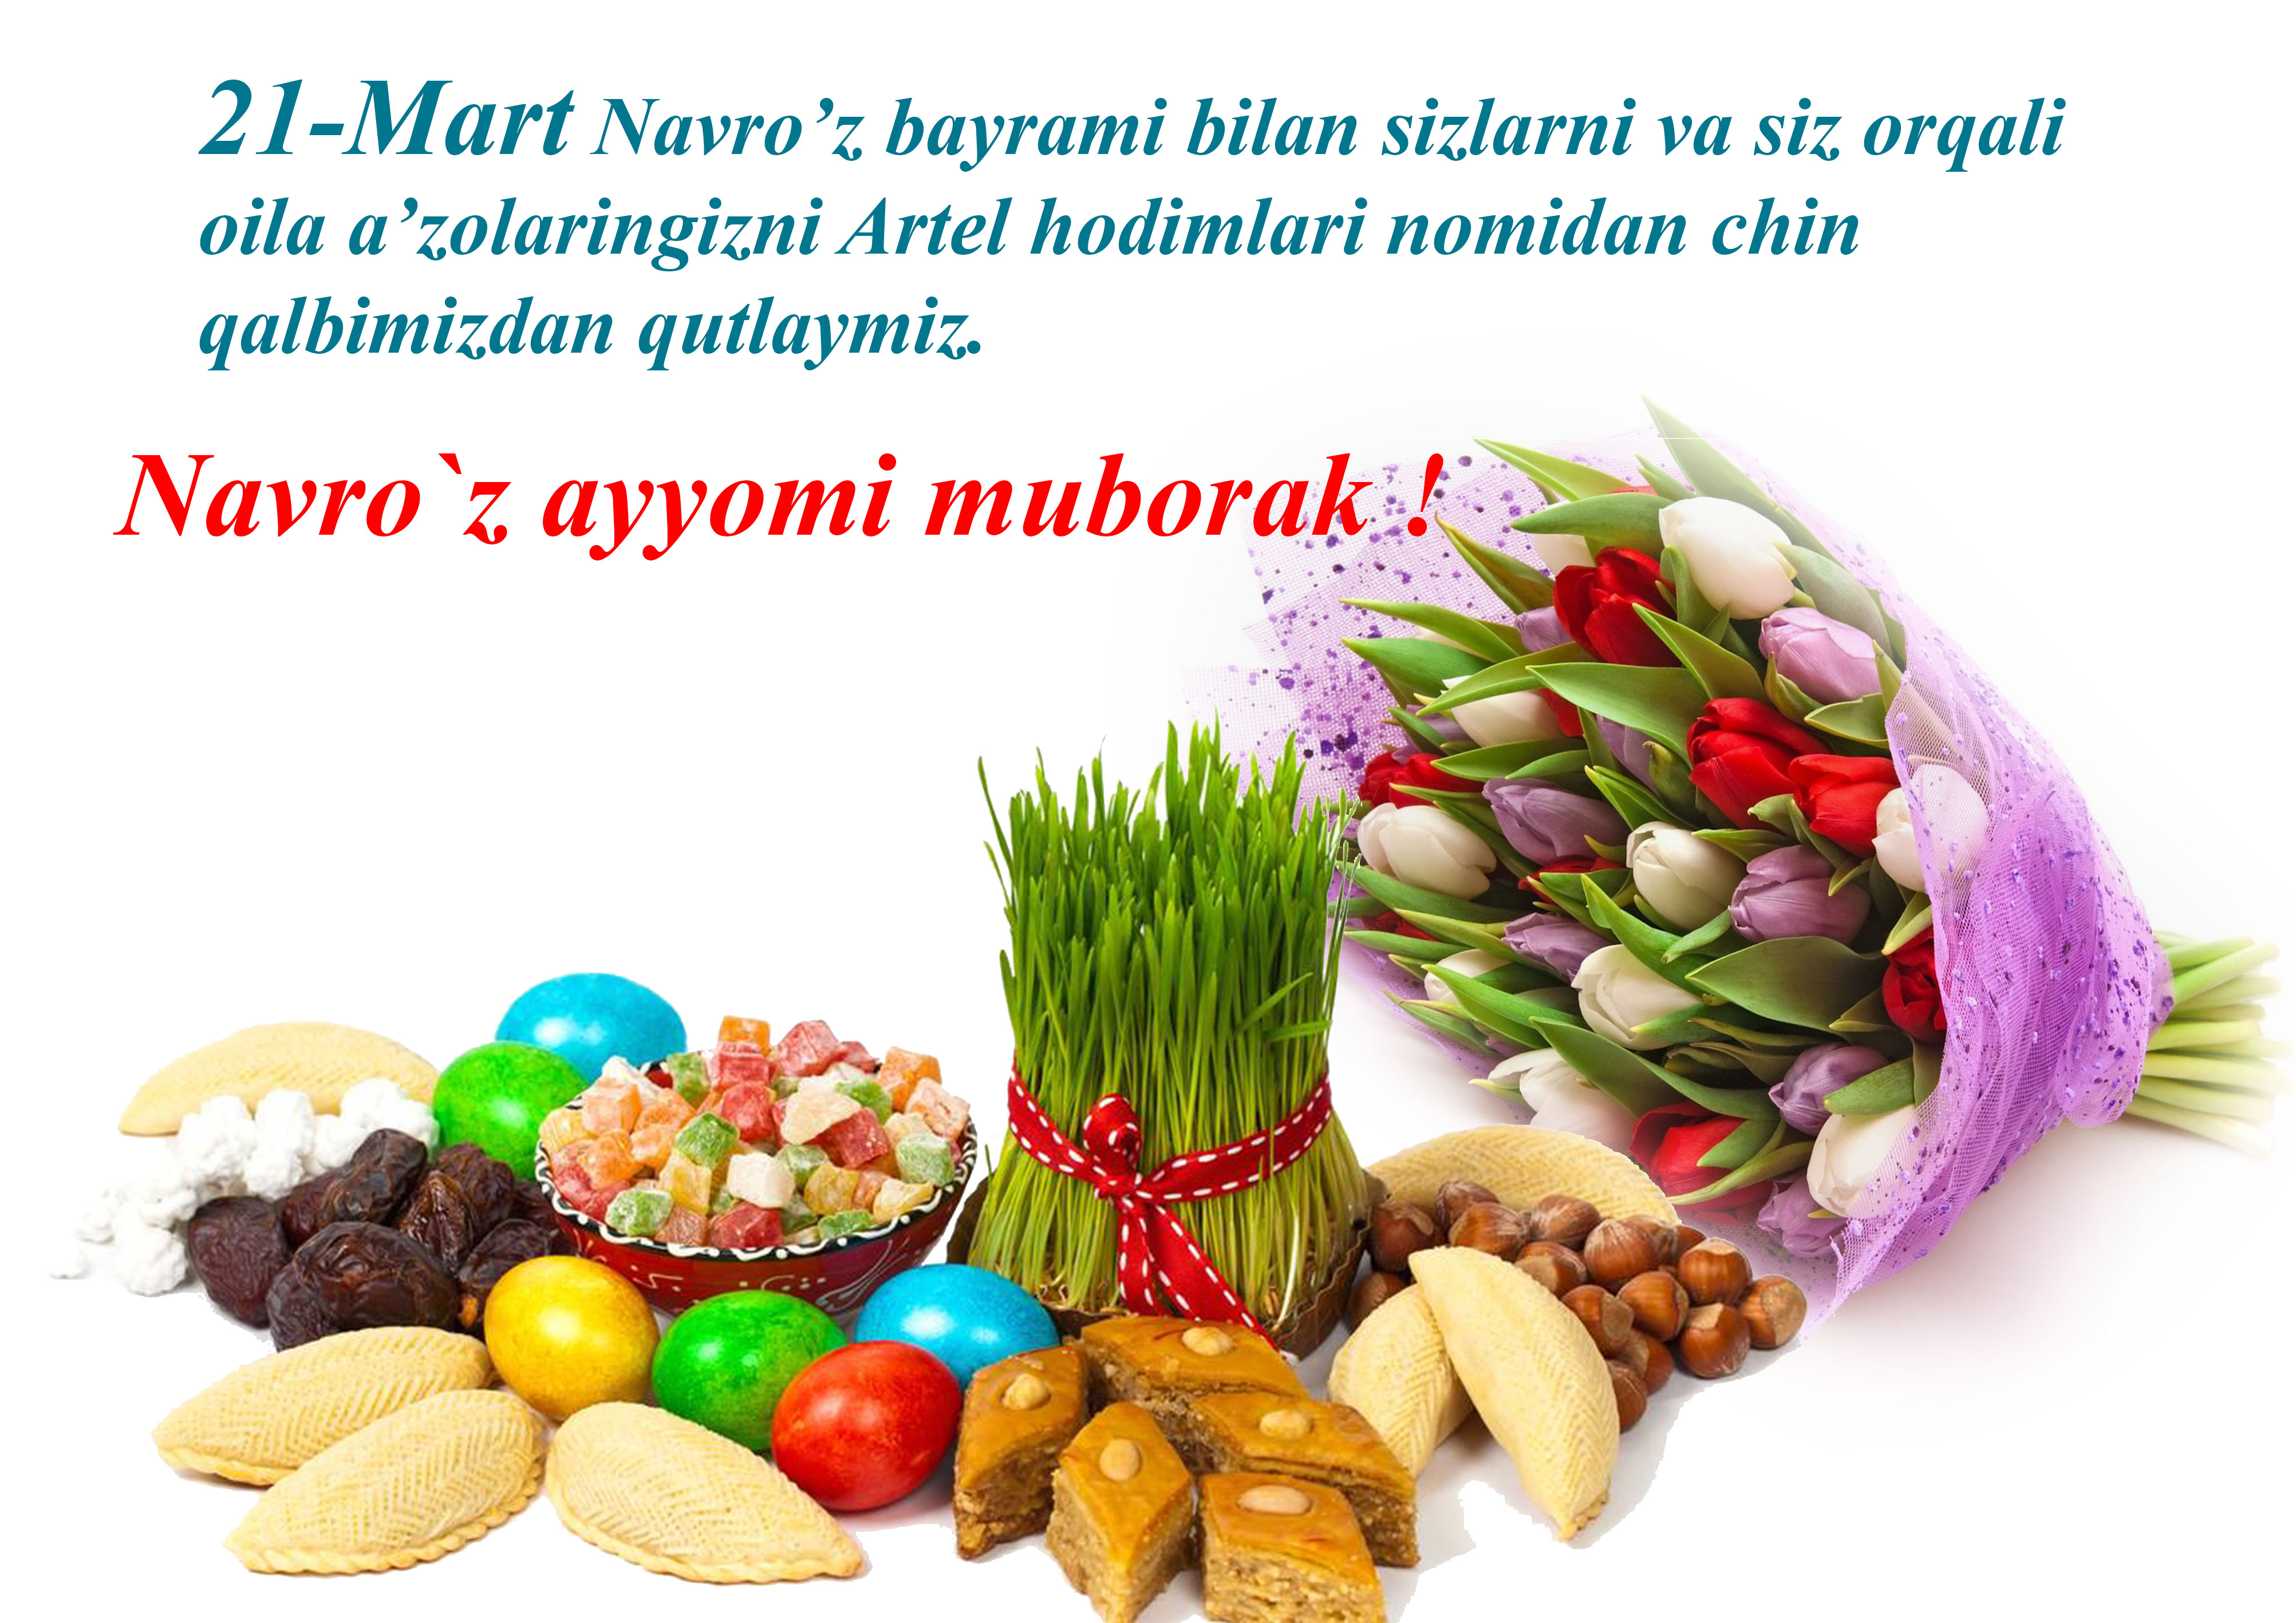 21-Mart Navro’z bayrami bilan sizlarni va siz orqali
oila a’zolaringizni Artel hodimlari nomidan chin
qalbimizdan qutlaymiz.
Navro`z ayyomi muborak !